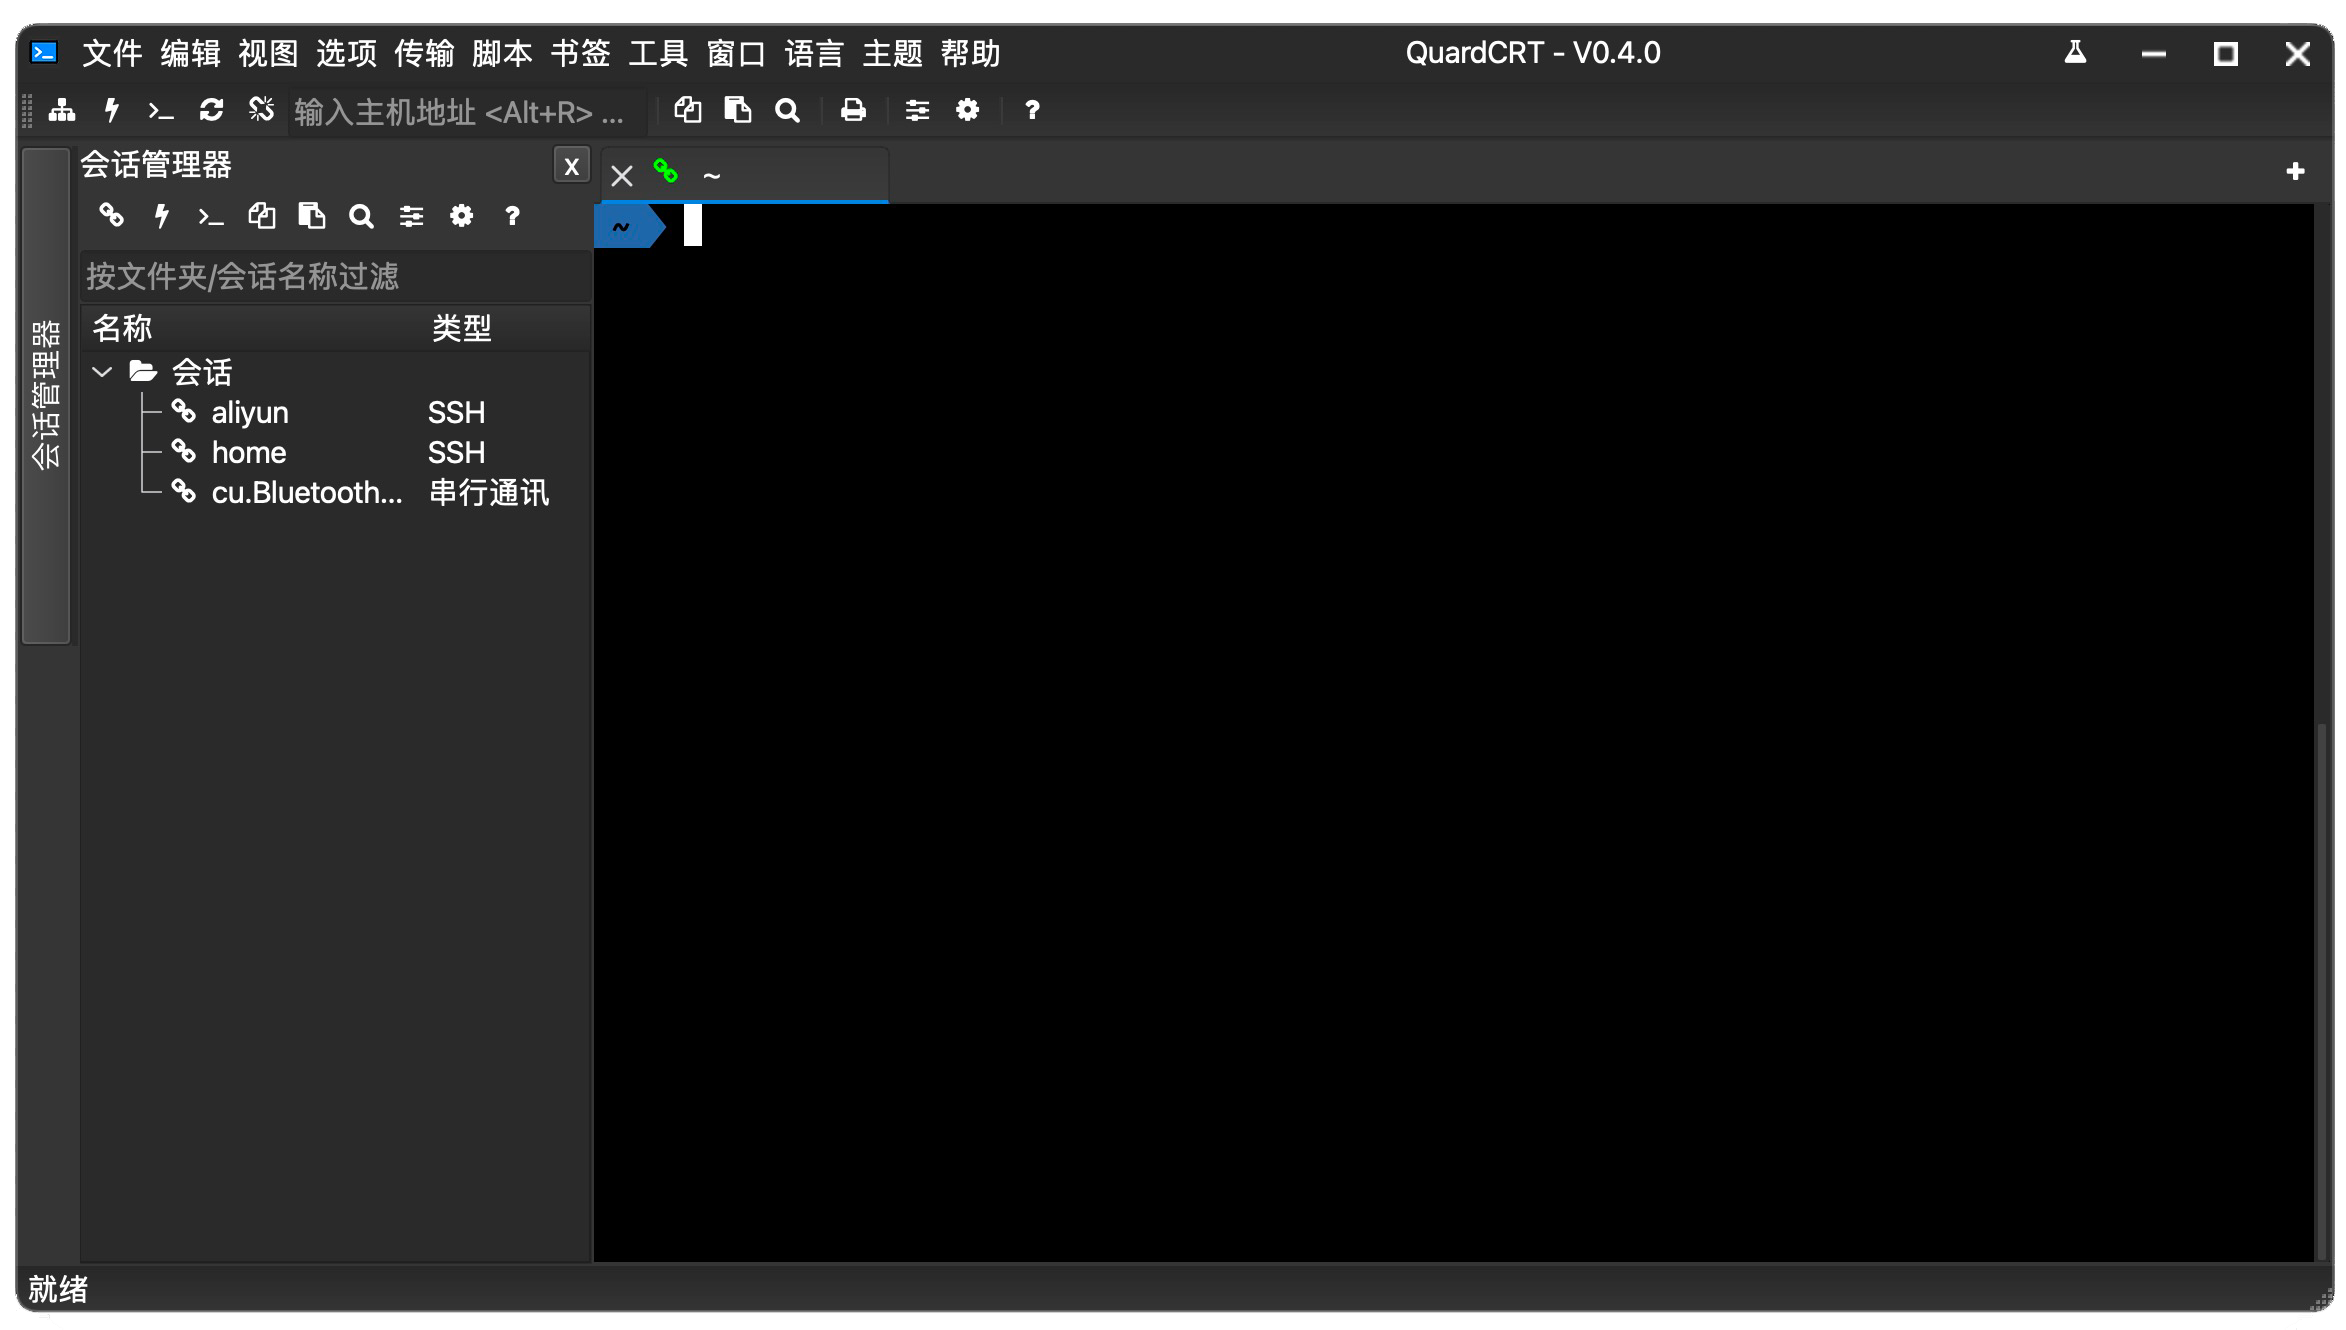 文件 编辑 视图 选项 传输 脚本 书签 工具 窗口 语言 主题 帮助
QuardCRT - V0.4.0
输入主机地址 <Alt+R> ...
会话管理器
会话管理器
x
~
~
按文件夹/会话名称过滤
名称 类型
会话
aliyun SSH
home SSH
cu.Bluetooth... 串行通讯
就绪